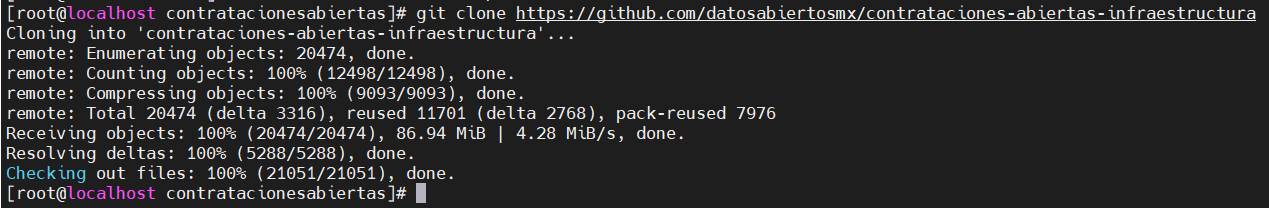 [root@localhost contratacionesabiertas]# git clone https://github.com/datosabiertosmx/contrataciones-abiertas-infraestructura
Cloning into 'contrataciones-abiertas-infraestructura'...
remote: Enumerating objects: 20474, done.
remote: Counting objects: 100% (12498/12498), done.
remote: Compressing objects: 100% (9093/9093), done.
remote: Total 20474 (delta 3316), reused 11701 (delta 2768), pack-reused 7976
Receiving objects: 100% (20474/20474), 86.94 MiB | 4.28 MiB/s, done.
Resolving deltas: 100% (5288/5288), done.
Checking out files: 100% (21051/21051), done.
[root@localhost contratacionesabiertas]#